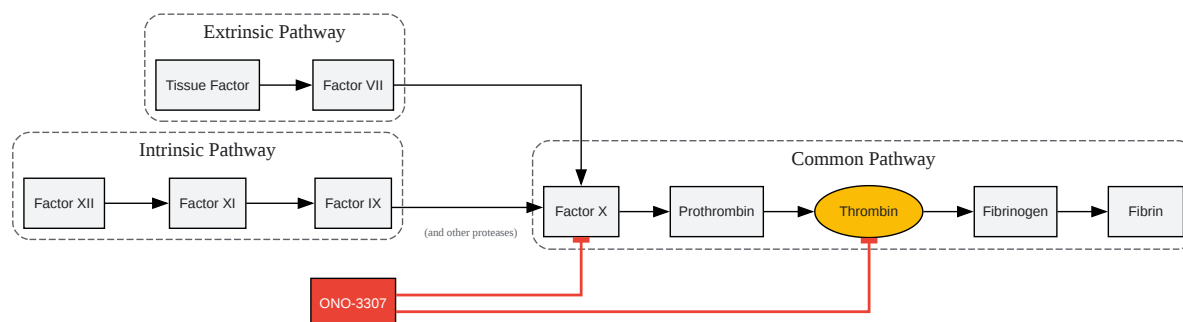 Extrinsic Pathway
Tissue Factor
Factor VII
Intrinsic Pathway
Factor XII
Factor XI
Factor IX
(and other proteases)
Common Pathway
Factor X
Prothrombin
Thrombin
Fibrinogen
Fibrin
ONO-3307